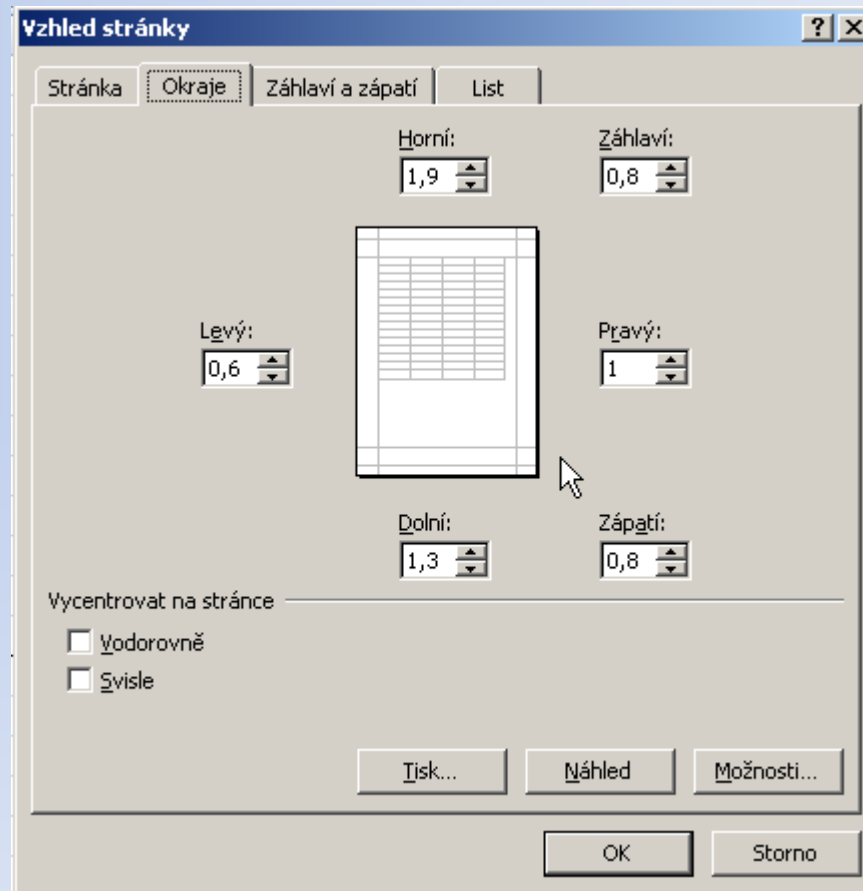 Vzhled stránky
Stránka Okraje Záhlaví a zápatí List
Horní: Záhlaví:
1,9 0,8
Levý: Pravý:
0,6 1
Dolní: Zápatí:
1,3 0,8
Vycentrovat na stránce
Vodorovně
Svisle
Tisk... Náhled Možnosti...
OK Storno